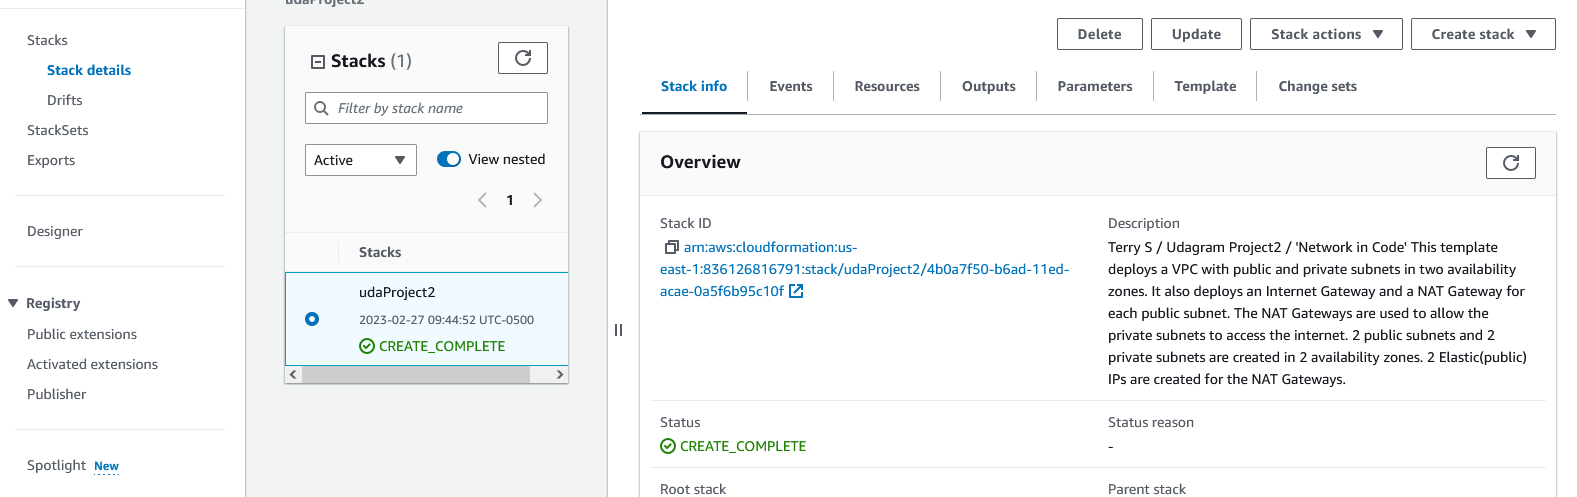 Stacks
Stack details
Drifts
StackSets
Exports
Designer
Registry
Public extensions
Activated extensions
Publisher
Spotlight New
udaProject2
Stacks (1)
Filter by stack name
Active
View nested
1
Stacks
udaProject2
2023-02-27 09:44:52 UTC-0500
CREATE_COMPLETE
Delete
Update
Stack actions
Create stack
Stack info
Events
Resources
Outputs
Parameters
Template
Change sets
Overview
Stack ID
arn:aws:cloudformation:us-
east-1:836126816791:stack/udaProject2/4b0a7f50-b6ad-11ed-
acae-0a5f6b95c10f
Description
Terry S / Udagram Project2 / 'Network in Code' This template
deploys a VPC with public and private subnets in two availability
zones. It also deploys an Internet Gateway and a NAT Gateway for
each public subnet. The NAT Gateways are used to allow the
private subnets to access the internet. 2 public subnets and 2
private subnets are created in 2 availability zones. 2 Elastic(public)
IPs are created for the NAT Gateways.
Status
CREATE_COMPLETE
Status reason
-
Root stack
Parent stack